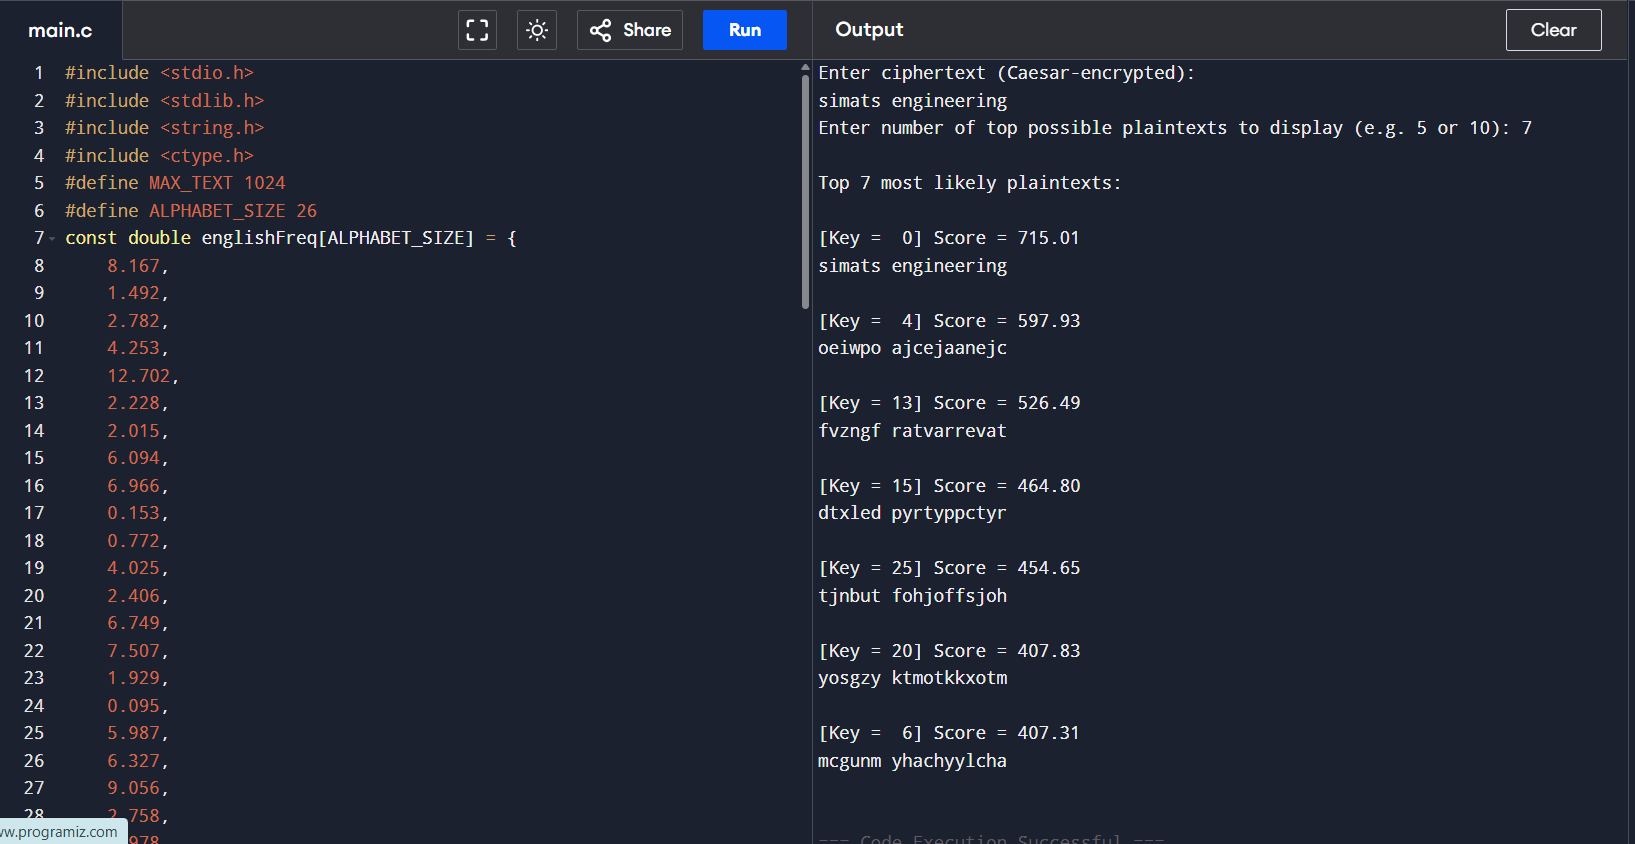 main.c
Share
Run
Output
Clear
1 #include <stdio.h>
2 #include <stdlib.h>
3 #include <string.h>
4 #include <ctype.h>
5 #define MAX_TEXT 1024
6 #define ALPHABET_SIZE 26
7 const double englishFreq[ALPHABET_SIZE] = {
8 8.167,
9 1.492,
10 2.782,
11 4.253,
12 12.702,
13 2.228,
14 2.015,
15 6.094,
16 6.966,
17 0.153,
18 0.772,
19 4.025,
20 2.406,
21 6.749,
22 7.507,
23 1.929,
24 0.095,
25 5.987,
26 6.327,
27 9.056,
28 2.758,
978
w.programiz.com
Enter ciphertext (Caesar-encrypted):
simats engineering
Enter number of top possible plaintexts to display (e.g. 5 or 10): 7
Top 7 most likely plaintexts:
[Key =  0] Score = 715.01
simats engineering
[Key =  4] Score = 597.93
oeiwpo ajcejaanejc
[Key = 13] Score = 526.49
fvzngf ratvarrevat
[Key = 15] Score = 464.80
dtxled pyrtyppctyr
[Key = 25] Score = 454.65
tjnbut fohjoffsjoh
[Key = 20] Score = 407.83
yosgzy ktmotkkxotm
[Key =  6] Score = 407.31
mcgunm yhachyylcha
=== Code Execution Successful ===